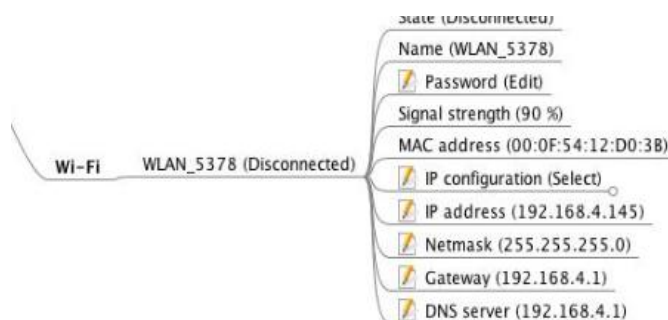 State (Disconnected)
Name (WLAN_5378)
Password (Edit)
Signal strength (90 %)
MAC address (00:0F:54:12:D0:3B)
Wi-Fi
WLAN_5378 (Disconnected)
IP configuration (Select)
IP address (192.168.4.145)
Netmask (255.255.255.0)
Gateway (192.168.4.1)
DNS server (192.168.4.1)